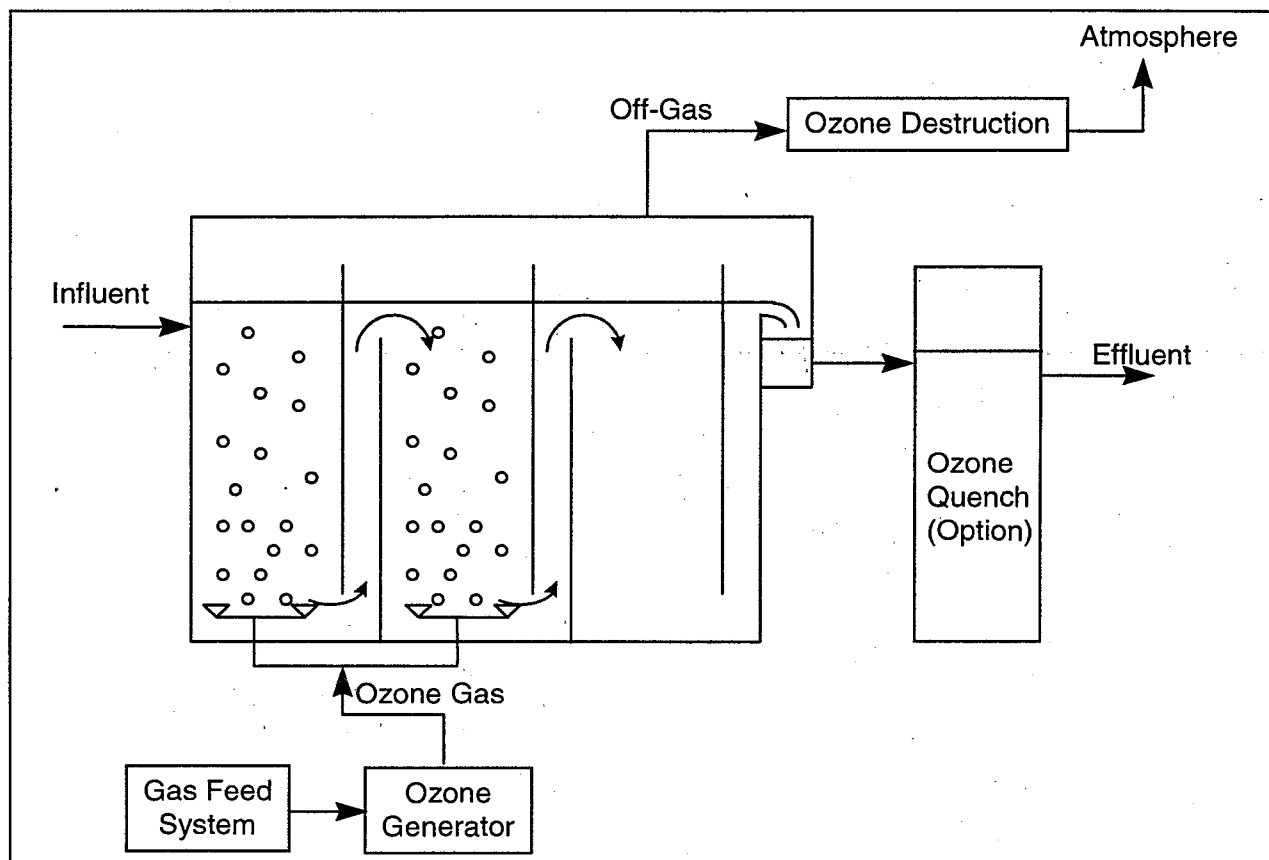 Atmosphere
Off-Gas
Ozone Destruction
Influent
Effluent
Ozone
Quench
(Option)
Ozone Gas
Gas Feed
System
Ozone
Generator